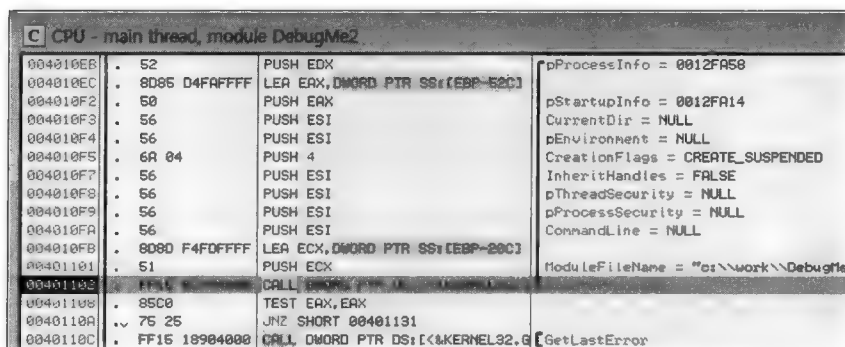 C CPU - main thread, module DebugMe2
004010EB . 52 PUSH EDX pProcessInfo = 0012FA58
004010EC . 8D85 D4FAFFFF LEA EAX,DWORD PTR SS:[EBP-52C]
004010F2 . 50 PUSH EAX pStartupInfo = 0012FA14
004010F3 . 56 PUSH ESI CurrentDir = NULL
004010F4 . 56 PUSH ESI pEnvironment = NULL
004010F5 . 6A 04 PUSH 4 CreationFlags = CREATE_SUSPENDED
004010F7 . 56 PUSH ESI InheritHandles = FALSE
004010F8 . 56 PUSH ESI pThreadSecurity = NULL
004010F9 . 56 PUSH ESI pProcessSecurity = NULL
004010FA . 56 PUSH ESI CommandLine = NULL
004010FB . 8D8D F4FDFFFF LEA ECX,DWORD PTR SS:[EBP-20C]
00401101 . 51 PUSH ECX ModuleFileName = "c:\\work\\DebugMe
00401102 . CALL
00401108 . 85C0 TEST EAX,EAX
0040110A . 75 25 JNZ SHORT 00401131
0040110C . FF15 18904000 CALL DWORD PTR DS:[<&KERNEL32.G GetLastError